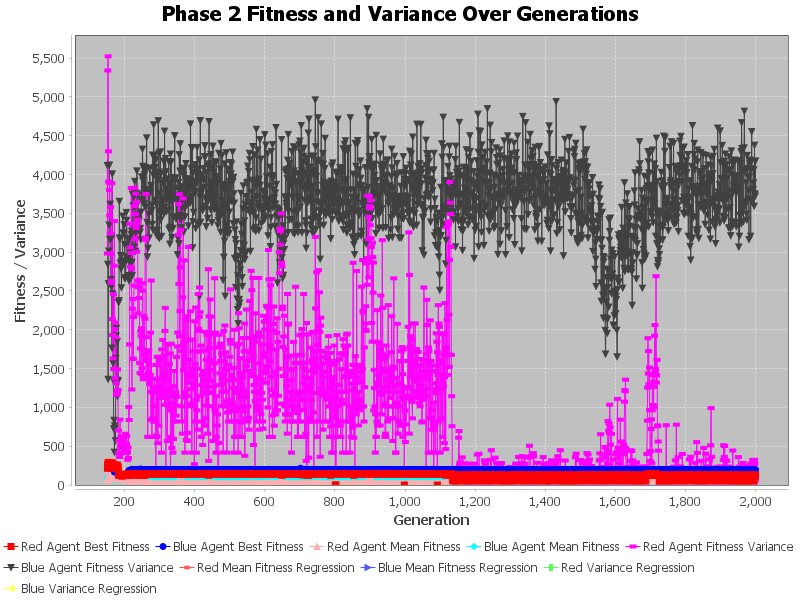 Phase 2 Fitness and Variance Over Generations
5,500
5,000
4,500
4,000
3,500
3,000
2,500
2,000
1,500
1,000
500
0
Fitness / Variance
200 400 600 800 1,000 1,200 1,400 1,600 1,800 2,000
Generation
Red Agent Best Fitness Blue Agent Best Fitness Red Agent Mean Fitness Blue Agent Mean Fitness Red Agent Fitness Variance
Blue Agent Fitness Variance Red Mean Fitness Regression Blue Mean Fitness Regression Red Variance Regression
Blue Variance Regression